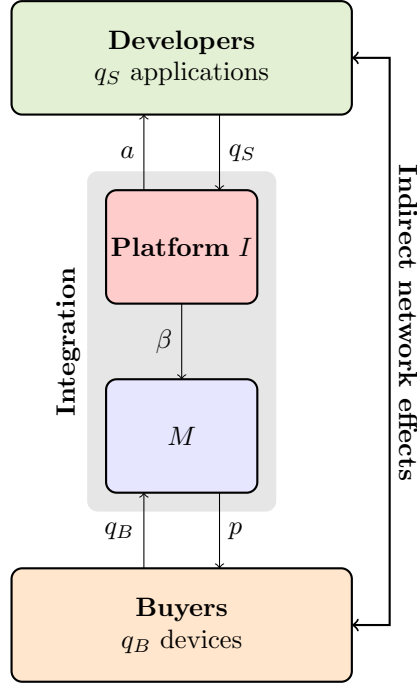 Developers
q_S applications
a
q_S
Platform I
Integration
β
M
Indirect network effects
q_B
p
Buyers
q_B devices